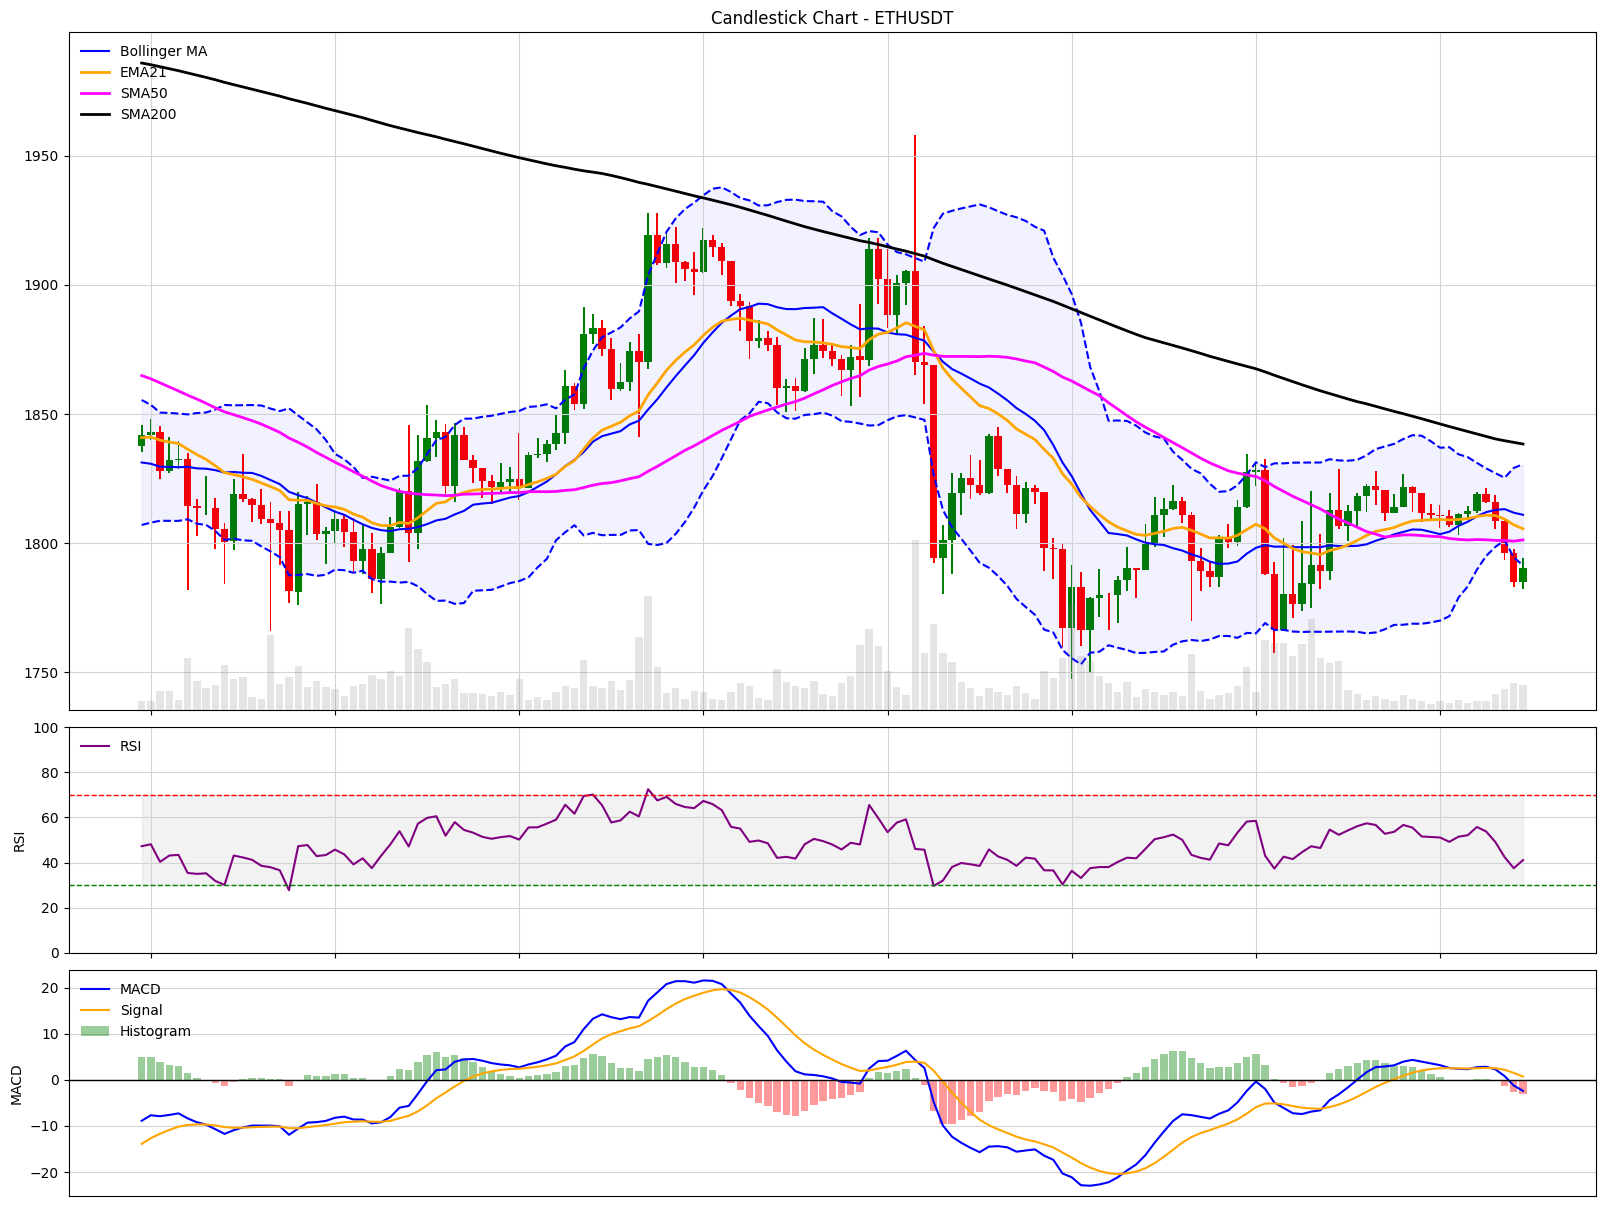 Candlestick Chart - ETHUSDT
Bollinger MA
EMA21
SMA50
SMA200
1950
1900
1850
1800
1750
RSI
100
80
60
40
20
0
RSI
MACD
Signal
Histogram
20
10
0
−10
−20
MACD